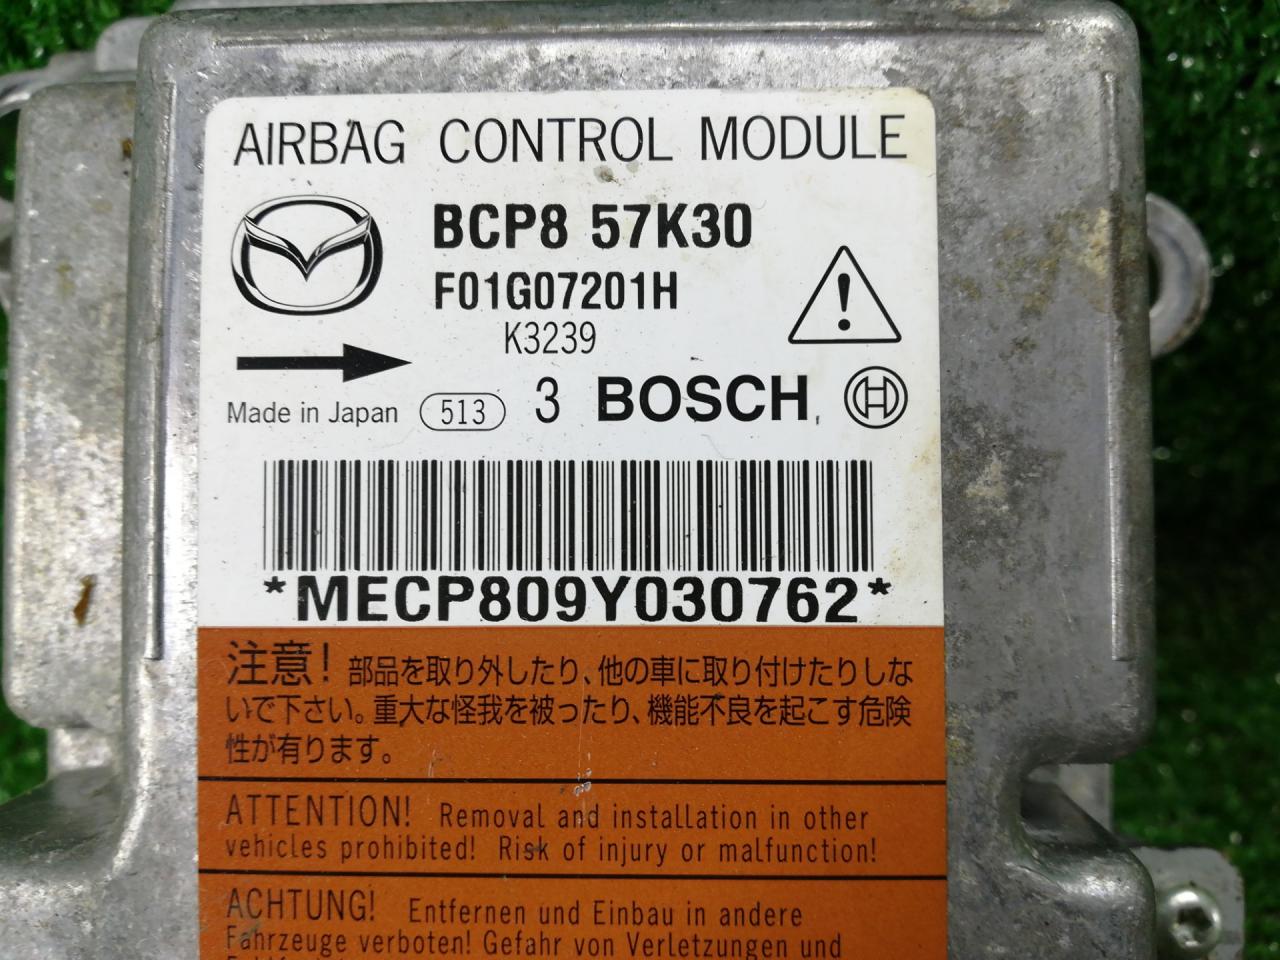 AIRBAG CONTROL MODULE
BCP8 57K30
F01G07201H
K3239
Made in Japan 513 3 BOSCH
*MECP809Y030762*
注意! 部品を取り外したり、他の車に取り付けたりしな
いで下さい。重大な怪我を被ったり、機能不良を起こす危険
性が有ります。
ATTENTION! Removal and installation in other
vehicles prohibited! Risk of injury or malfunction!
ACHTUNG! Entfernen und Einbau in andere
Fahrzeuge verboten! Gefahr von Verletzungen und